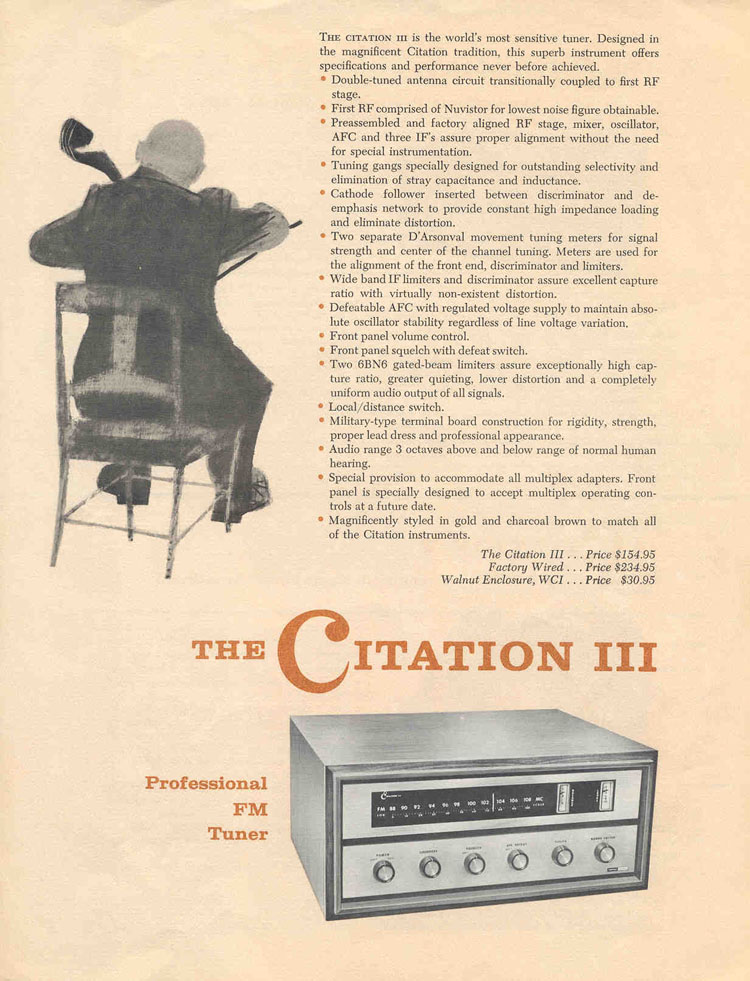 THE CITATION III is the world's most sensitive tuner. Designed in
the magnificent Citation tradition, this superb instrument offers
specifications and performance never before achieved.
• Double-tuned antenna circuit transitionally coupled to first RF
stage.
• First RF comprised of Nuvistor for lowest noise figure obtainable.
• Preassembled and factory aligned RF stage, mixer, oscillator,
AFC and three IF's assure proper alignment without the need
for special instrumentation.
• Tuning gangs specially designed for outstanding selectivity and
elimination of stray capacitance and inductance.
• Cathode follower inserted between discriminator and de-
emphasis network to provide constant high impedance loading
and eliminate distortion.
• Two separate D'Arsonval movement tuning meters for signal
strength and center of the channel tuning. Meters are used for
the alignment of the front end, discriminator and limiters.
• Wide band IF limiters and discriminator assure excellent capture
ratio with virtually non-existent distortion.
• Defeatable AFC with regulated voltage supply to maintain abso-
lute oscillator stability regardless of line voltage variation.
• Front panel volume control.
• Front panel squelch with defeat switch.
• Two 6BN6 gated-beam limiters assure exceptionally high cap-
ture ratio, greater quieting, lower distortion and a completely
uniform audio output of all signals.
• Local/distance switch.
• Military-type terminal board construction for rigidity, strength,
proper lead dress and professional appearance.
• Audio range 3 octaves above and below range of normal human
hearing.
• Special provision to accommodate all multiplex adapters. Front
panel is specially designed to accept multiplex operating con-
trols at a future date.
• Magnificently styled in gold and charcoal brown to match all
of the Citation instruments.
The Citation III . . . Price $154.95
Factory Wired . . . Price $234.95
Walnut Enclosure, WCI . . . Price $30.95
THE CITATION III
Professional
FM
Tuner
FM 88 90 92 94 96 98 100 102 104 106 108 MC